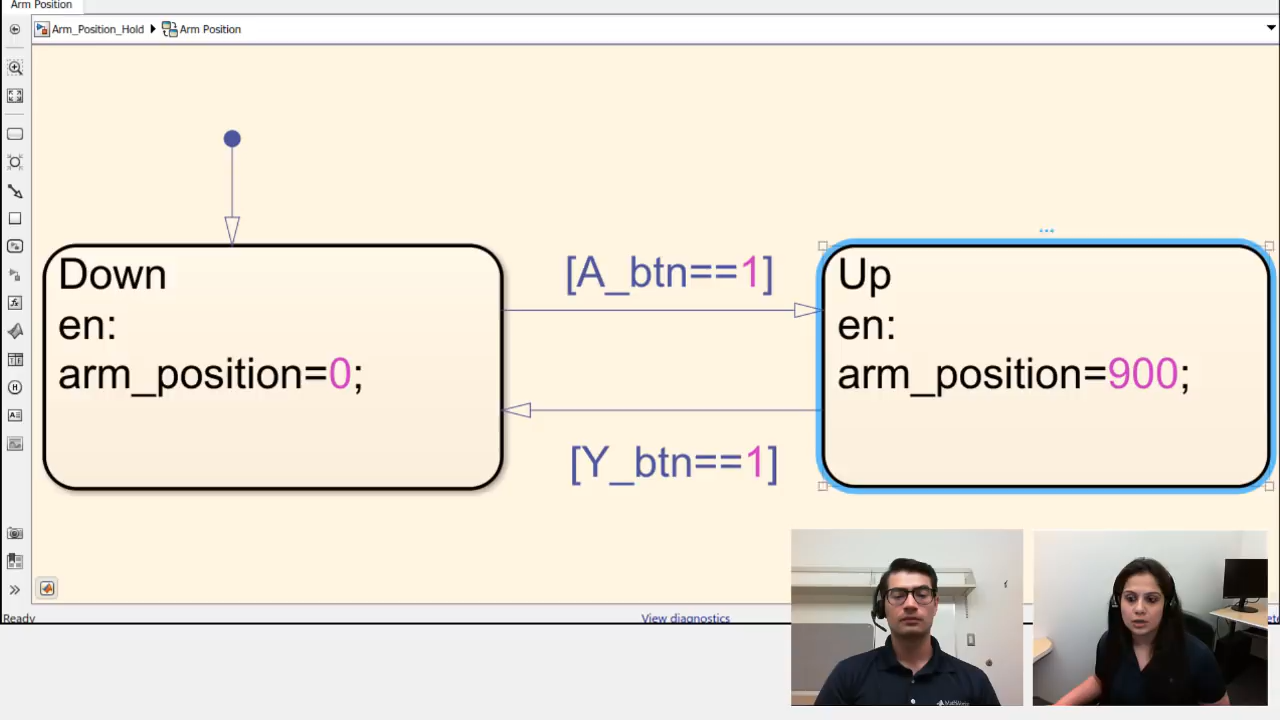 Arm Position
Arm_Position_Hold Arm Position
Down
en:
arm_position=0;
[A_btn==1]
[Y_btn==1]
Up
en:
arm_position=900;
Ready
View diagnostics